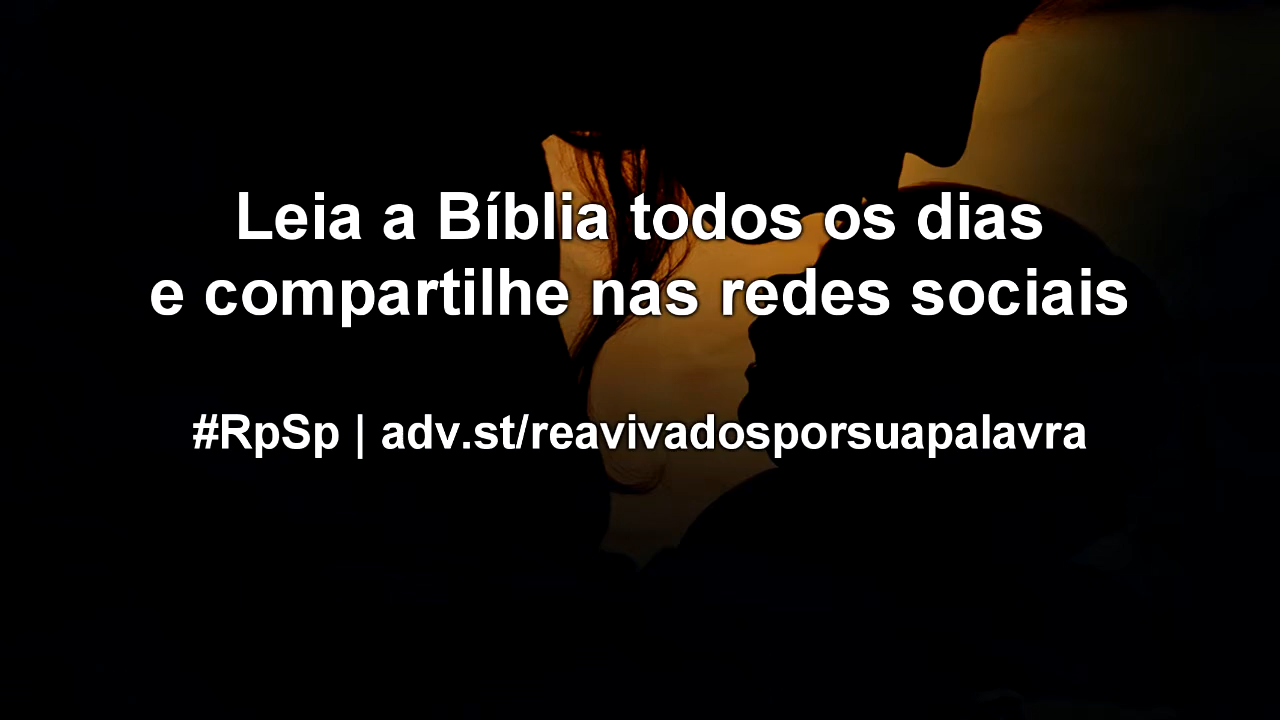 Leia a Bíblia todos os dias
e compartilhe nas redes sociais
#RpSp | adv.st/reavivadosporsuapalavra